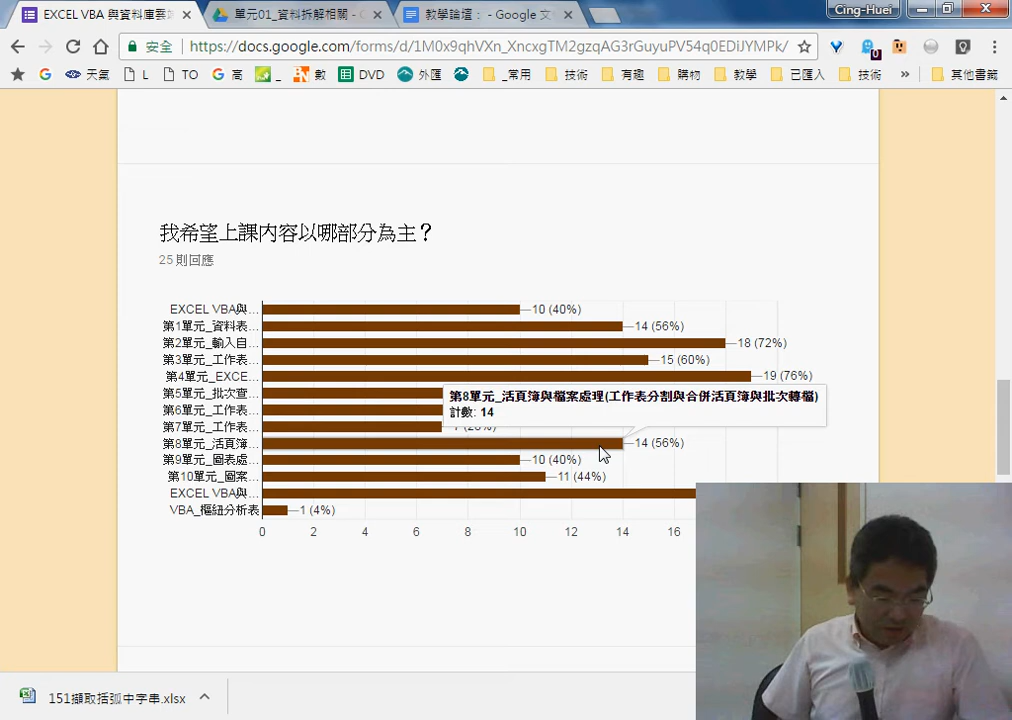 EXCEL VBA 與資料庫雲端
單元01_資料拆解相關 - G
教學論壇: - Google 文
Cing-Huei
安全
https://docs.google.com/forms/d/1M0x9qhVXn_XncxgTM2gzqAG3rGuyuPV54q0EDiJYMPk/
天氣
L
TO
高
_
數
DVD
外匯
_常用
技術
有趣
購物
教學
已匯入
技術
»
其他書籤
我希望上課內容以哪部分為主?
25 則回應
EXCEL VBA與...
10 (40%)
第1單元_資料表...
14 (56%)
第2單元_輸入自...
18 (72%)
第3單元_工作表...
15 (60%)
第4單元_EXCE...
19 (76%)
第5單元_批次查...
第8單元_活頁簿與檔案處理(工作表分割與合併活頁簿與批次轉檔)
計數: 14
第6單元_工作表...
第7單元_工作表...
第8單元_活頁簿...
14 (56%)
第9單元_圖表處...
10 (40%)
第10單元_圖案...
11 (44%)
EXCEL VBA與...
VBA_樞紐分析表
1 (4%)
0 2 4 6 8 10 12 14 16
151擷取括弧中字串.xlsx